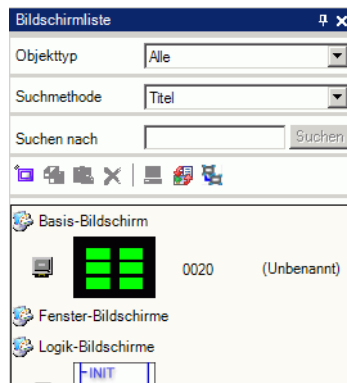 Bildschirmliste
Objekttyp Alle
Suchmethode Titel
Suchen nach Suchen
Basis-Bildschirm
0020 (Unbenannt)
Fenster-Bildschirme
Logik-Bildschirme
INIT